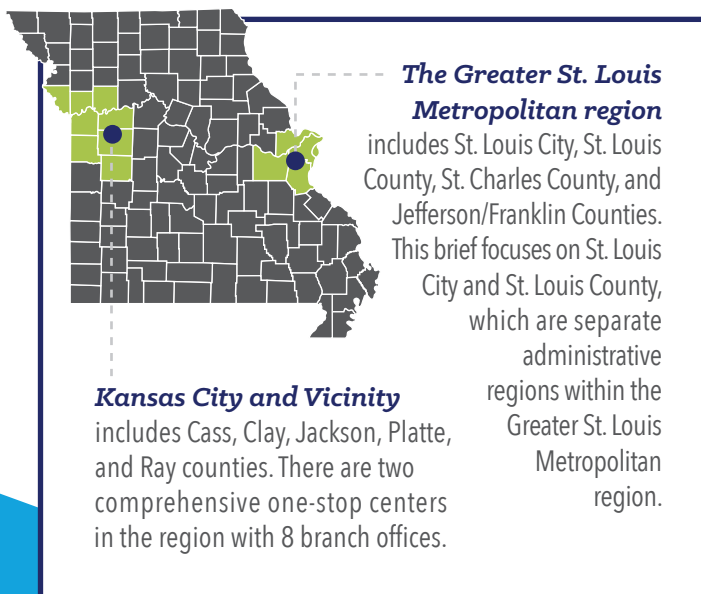 The Greater St. Louis
Metropolitan region
includes St. Louis City, St. Louis
County, St. Charles County, and
Jefferson/Franklin Counties.
This brief focuses on St. Louis
City and St. Louis County,
which are separate
administrative
regions within the
Greater St. Louis
Metropolitan
region.
Kansas City and Vicinity
includes Cass, Clay, Jackson, Platte,
and Ray counties. There are two
comprehensive one-stop centers
in the region with 8 branch offices.